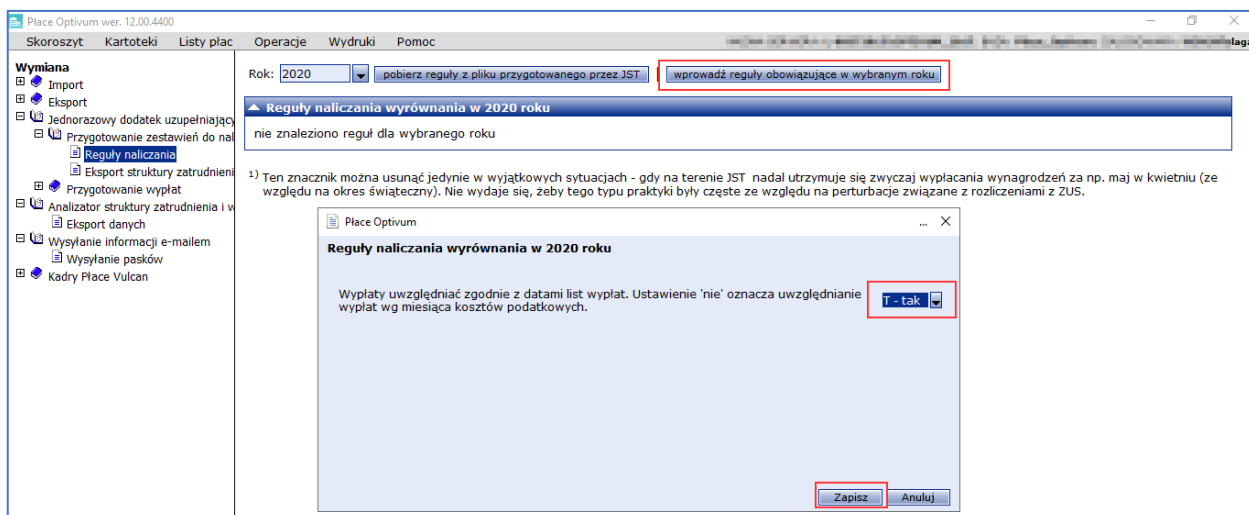 Płace Optivum wer. 12.00.4400
Skoroszyt Kartoteki Listy płac Operacje Wydruki Pomoc
Wymiana
Import
Eksport
Jednorazowy dodatek uzupełniający
Przygotowanie zestawień do nal
Reguły naliczania
Eksport struktury zatrudnieni
Przygotowanie wypłat
Analizator struktury zatrudnienia i w
Eksport danych
Wysyłanie informacji e-mailem
Wysyłanie pasków
Kadry Płace Vulcan
Rok: 2020 pobierz reguły z pliku przygotowanego przez JST | wprowadź reguły obowiązujące w wybranym roku
Reguły naliczania wyrównania w 2020 roku
nie znaleziono reguł dla wybranego roku
1) Ten znacznik można usunąć jedynie w wyjątkowych sytuacjach - gdy na terenie JST nadal utrzymuje się zwyczaj wypłacania wynagrodzeń za np. maj w kwietniu (ze
względu na okres świąteczny). Nie wydaje się, żeby tego typu praktyki były częste ze względu na perturbacje związane z rozliczeniami z ZUS.
Płace Optivum ...
Reguły naliczania wyrównania w 2020 roku
Wypłaty uwzględniać zgodnie z datami list wypłat. Ustawienie 'nie' oznacza uwzględnianie
wypłat wg miesiąca kosztów podatkowych.
T - tak
Zapisz Anuluj